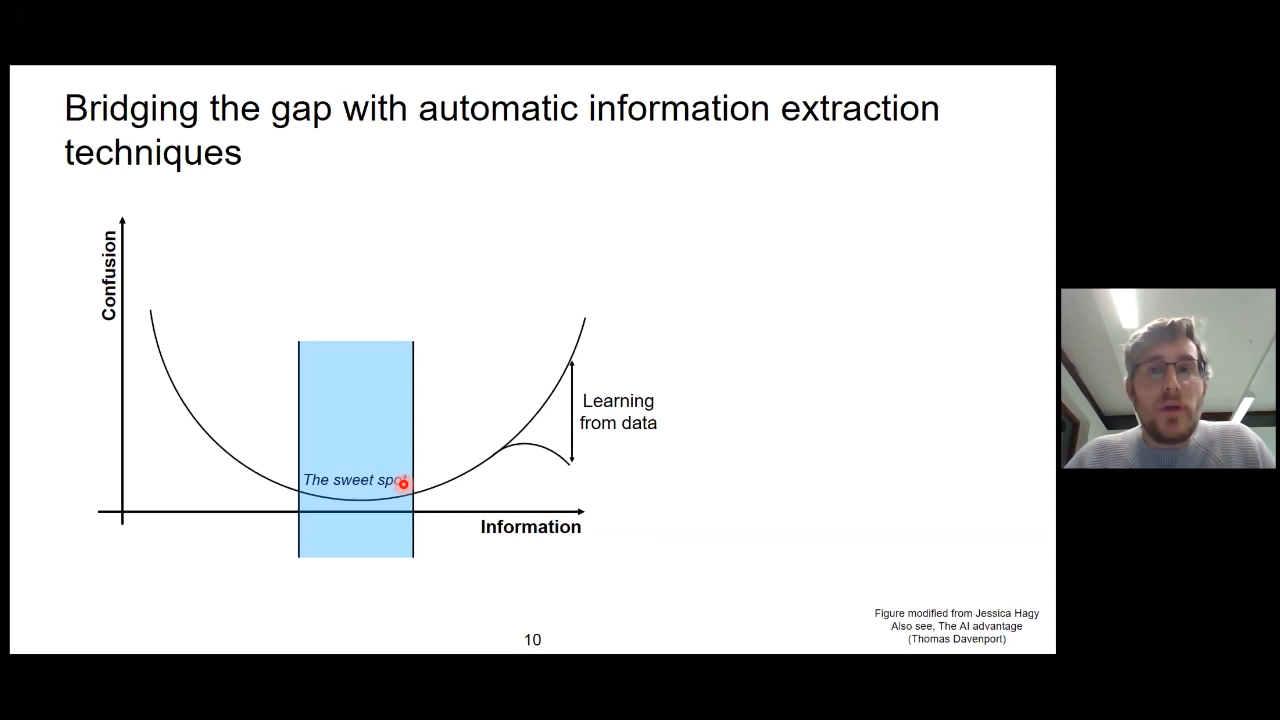 Bridging the gap with automatic information extraction
techniques
Confusion
Learning
from data
The sweet spot
Information
Figure modified from Jessica Hagy
Also see, The AI advantage
(Thomas Davenport)
10